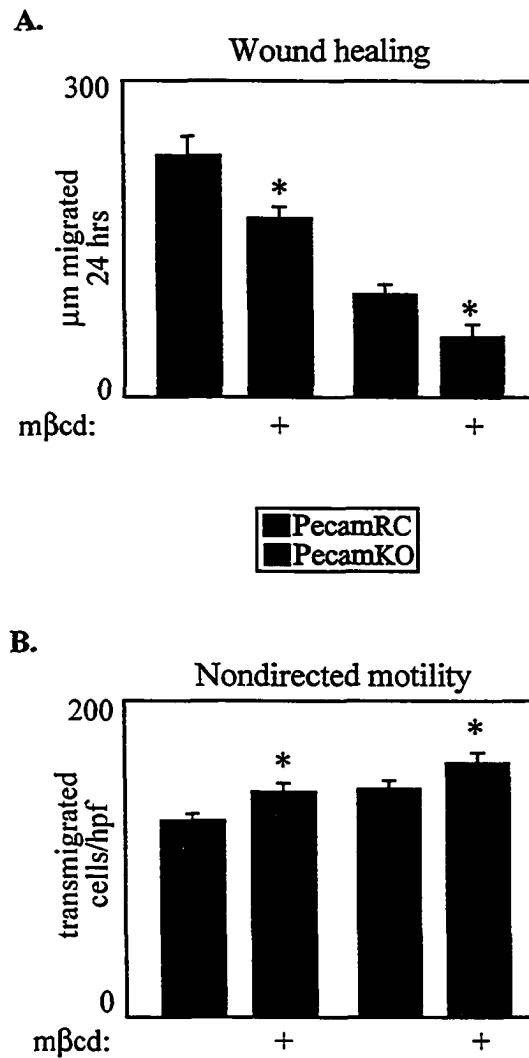 A.
Wound healing
300
µm migrated
24 hrs
*
*
0
mβcd: + +
PecamRC
PecamKO
B.
Nondirected motility
200
transmigrated
cells/hpf
*
*
0
mβcd: + +